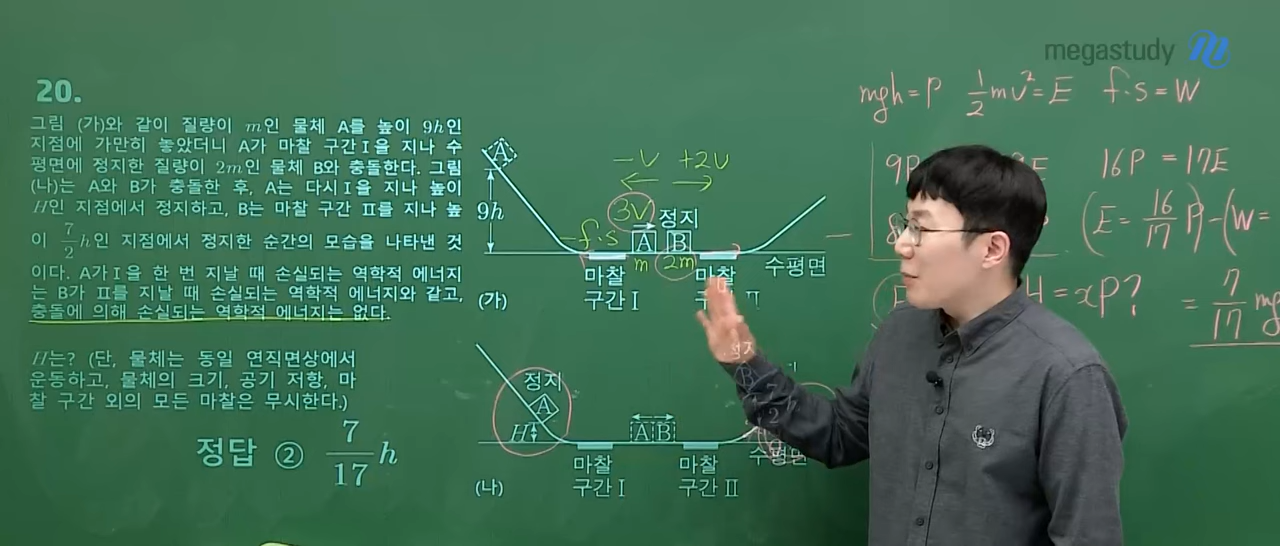 megastudy
20.
그림 (가)와 같이 질량이 m인 물체 A를 높이 9h인
지점에 가만히 놓았더니 A가 마찰 구간 I을 지나 수
평면에 정지한 질량이 2m인 물체 B와 충돌한다. 그림
(나)는 A와 B가 충돌한 후, A는 다시 I을 지나 높이
H인 지점에서 정지하고, B는 마찰 구간 II를 지나 높
이 7/2 h인 지점에서 정지한 순간의 모습을 나타낸 것
이다. A가 I을 한 번 지날 때 손실되는 역학적 에너지
는 B가 II를 지날 때 손실되는 역학적 에너지와 같고,
충돌에 의해 손실되는 역학적 에너지는 없다.
H는? (단, 물체는 동일 연직면상에서
운동하고, 물체의 크기, 공기 저항, 마
찰 구간 외의 모든 마찰은 무시한다.)
정답 ② 7/17 h
A
9h
-V +2V
3V 정지
-f·s
A B
m 2m
마찰
구간 I
마찰
수평면
(가)
정지
A
H
A B
마찰
구간 I
마찰
구간 II
수평면
(나)
mgh=P 1/2 mv²=E f·s=W
9P
16P=17E
(E=16/17 P)-(W=
=xP?
=7/17 mg